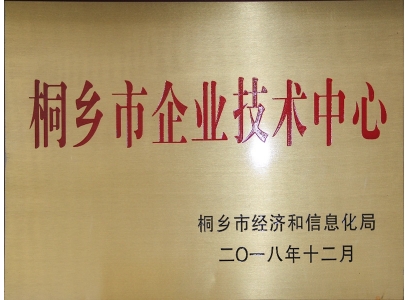 桐乡市企业技术中心
桐乡市经济和信息化局
二〇一八年十二月